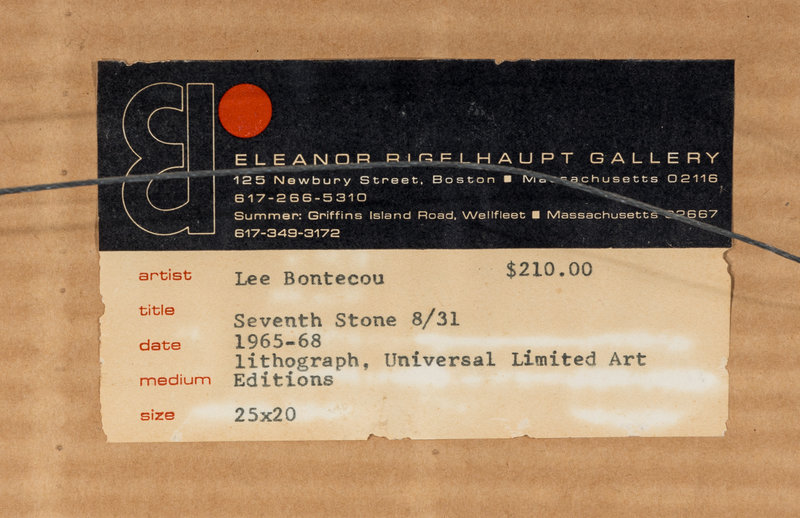 ELEANOR RIGELHAUPT GALLERY
125 Newbury Street, Boston ■ Massachusetts 02116
617-266-5310
Summer: Griffins Island Road, Wellfleet ■ Massachusetts 02667
617-349-3172
artist Lee Bontecou $210.00
title Seventh Stone 8/31
date 1965-68
lithograph, Universal Limited Art
medium Editions
size 25x20